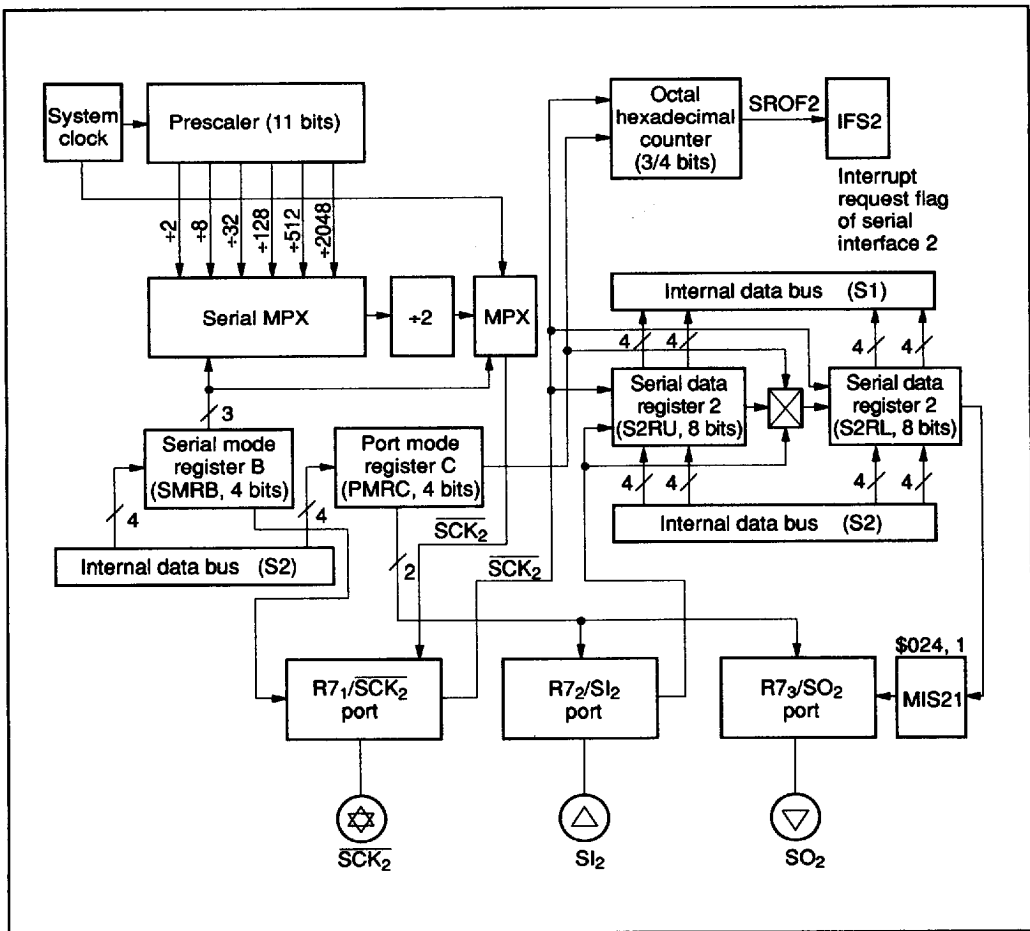 System
clock
Prescaler (11 bits)
÷2
÷8
÷32
÷128
÷512
÷2048
Serial MPX
÷2
MPX
Octal
hexadecimal
counter
(3/4 bits)
SROF2
IFS2
Interrupt
request flag
of serial
interface 2
Internal data bus (S1)
4
4
4
4
Serial data
register 2
(S2RU, 8 bits)
Serial data
register 2
(S2RL, 8 bits)
4
4
4
4
Internal data bus (S2)
3
Serial mode
register B
(SMRB, 4 bits)
Port mode
register C
(PMRC, 4 bits)
4
4
Internal data bus (S2)
2
S̅C̅K̅₂
S̅C̅K̅₂
R7₁/S̅C̅K̅₂
port
R7₂/SI₂
port
R7₃/SO₂
port
$024, 1
MIS21
S̅C̅K̅₂
SI₂
SO₂